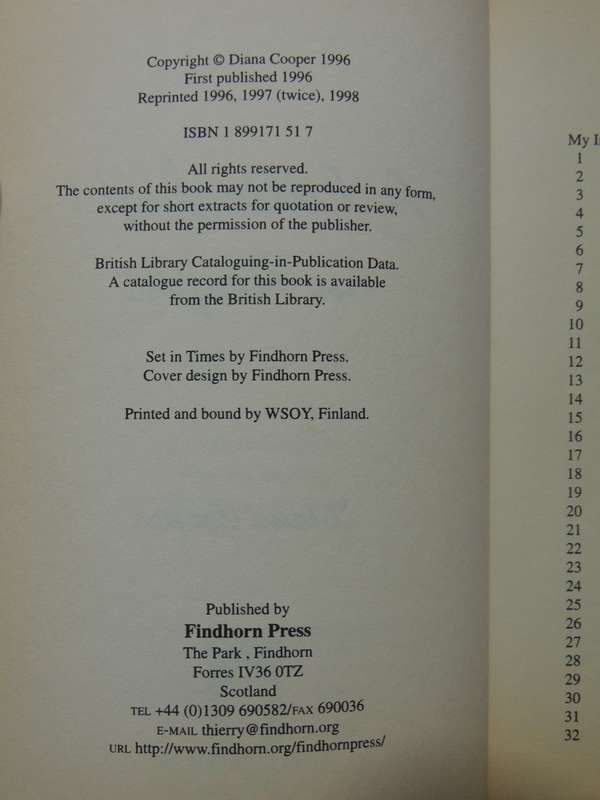 Copyright © Diana Cooper 1996
First published 1996
Reprinted 1996, 1997 (twice), 1998
ISBN 1 899171 51 7
All rights reserved.
The contents of this book may not be reproduced in any form,
except for short extracts for quotation or review,
without the permission of the publisher.
British Library Cataloguing-in-Publication Data.
A catalogue record for this book is available
from the British Library.
Set in Times by Findhorn Press.
Cover design by Findhorn Press.
Printed and bound by WSOY, Finland.
Published by
Findhorn Press
The Park , Findhorn
Forres IV36 0TZ
Scotland
TEL +44 (0)1309 690582/FAX 690036
E-MAIL thierry@findhorn.org
URL http://www.findhorn.org/findhornpress/
My
1
2
3
4
5
6
7
8
9
10
11
12
13
14
15
16
17
18
19
20
21
22
23
24
25
26
27
28
29
30
31
32